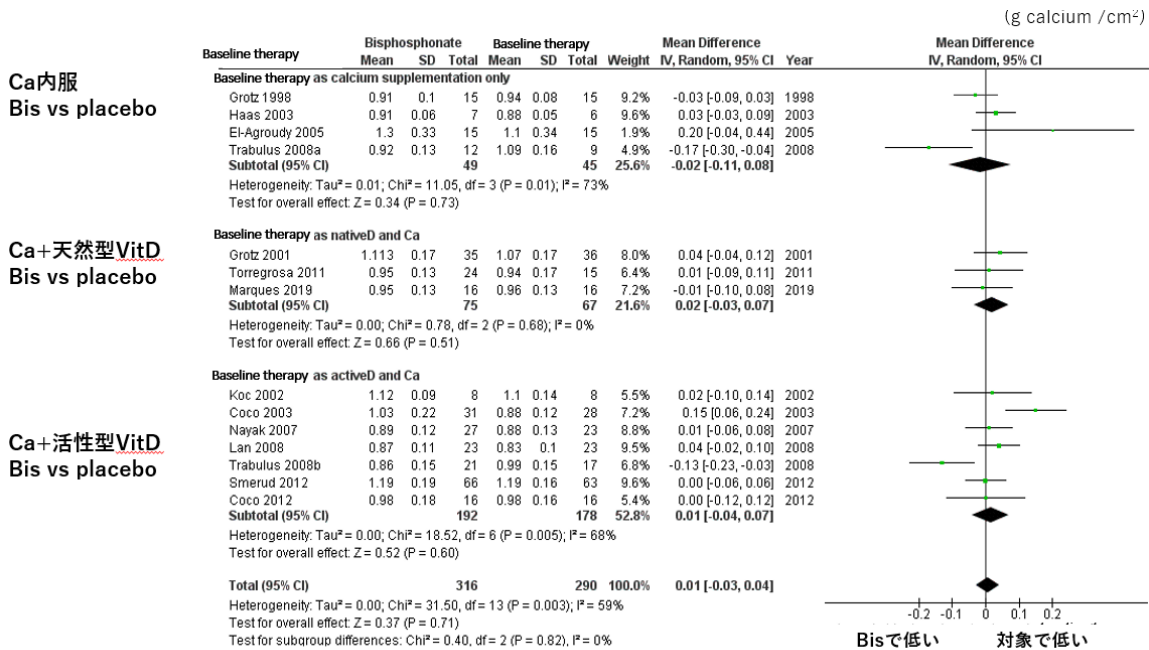 (g calcium /cm²)
Baseline therapy Bisphosphonate Baseline therapy Mean Difference Mean Difference
Mean SD Total Mean SD Total Weight IV, Random, 95% CI Year IV, Random, 95% CI
Ca内服
Bis vs placebo
Baseline therapy as calcium supplementation only
Grotz 1998 0.91 0.1 15 0.94 0.08 15 9.2% -0.03 [-0.09, 0.03] 1998
Haas 2003 0.91 0.06 7 0.88 0.05 6 9.6% 0.03 [-0.03, 0.09] 2003
El-Agroudy 2005 1.3 0.33 15 1.1 0.34 15 1.9% 0.20 [-0.04, 0.44] 2005
Trabulus 2008a 0.92 0.13 12 1.09 0.16 9 4.9% -0.17 [-0.30, -0.04] 2008
Subtotal (95% CI) 49 45 25.6% -0.02 [-0.11, 0.08]
Heterogeneity: Tau² = 0.01; Chi² = 11.05, df = 3 (P = 0.01); I² = 73%
Test for overall effect: Z = 0.34 (P = 0.73)
Ca+天然型VitD
Bis vs placebo
Baseline therapy as nativeD and Ca
Grotz 2001 1.113 0.17 35 1.07 0.17 36 8.0% 0.04 [-0.04, 0.12] 2001
Torregrosa 2011 0.95 0.13 24 0.94 0.17 15 6.4% 0.01 [-0.09, 0.11] 2011
Marques 2019 0.95 0.13 16 0.96 0.13 16 7.2% -0.01 [-0.10, 0.08] 2019
Subtotal (95% CI) 75 67 21.6% 0.02 [-0.03, 0.07]
Heterogeneity: Tau² = 0.00; Chi² = 0.78, df = 2 (P = 0.68); I² = 0%
Test for overall effect: Z = 0.66 (P = 0.51)
Ca+活性型VitD
Bis vs placebo
Baseline therapy as activeD and Ca
Koc 2002 1.12 0.09 8 1.1 0.14 8 5.5% 0.02 [-0.10, 0.14] 2002
Coco 2003 1.03 0.22 31 0.88 0.12 28 7.2% 0.15 [0.06, 0.24] 2003
Nayak 2007 0.89 0.12 27 0.88 0.13 23 8.7% 0.01 [-0.06, 0.08] 2007
Lan 2008 0.87 0.11 23 0.83 0.1 23 9.5% 0.04 [-0.02, 0.10] 2008
Trabulus 2008b 0.86 0.15 21 0.99 0.15 17 6.8% -0.13 [-0.23, -0.03] 2008
Smerud 2012 1.19 0.19 66 1.19 0.16 63 9.6% 0.00 [-0.06, 0.06] 2012
Coco 2012 0.98 0.18 16 0.98 0.16 16 5.4% 0.00 [-0.12, 0.12] 2012
Subtotal (95% CI) 192 178 52.8% 0.01 [-0.04, 0.07]
Heterogeneity: Tau² = 0.00; Chi² = 18.52, df = 6 (P = 0.005); I² = 68%
Test for overall effect: Z = 0.52 (P = 0.60)
Total (95% CI) 316 290 100.0% 0.01 [-0.03, 0.04]
Heterogeneity: Tau² = 0.00; Chi² = 31.50, df = 13 (P = 0.003); I² = 59%
Test for overall effect: Z = 0.37 (P = 0.71)
Test for subgroup differences: Chi² = 0.40, df = 2 (P = 0.82), I² = 0%
-0.2 -0.1 0 0.1 0.2
Bisで低い 対象で低い